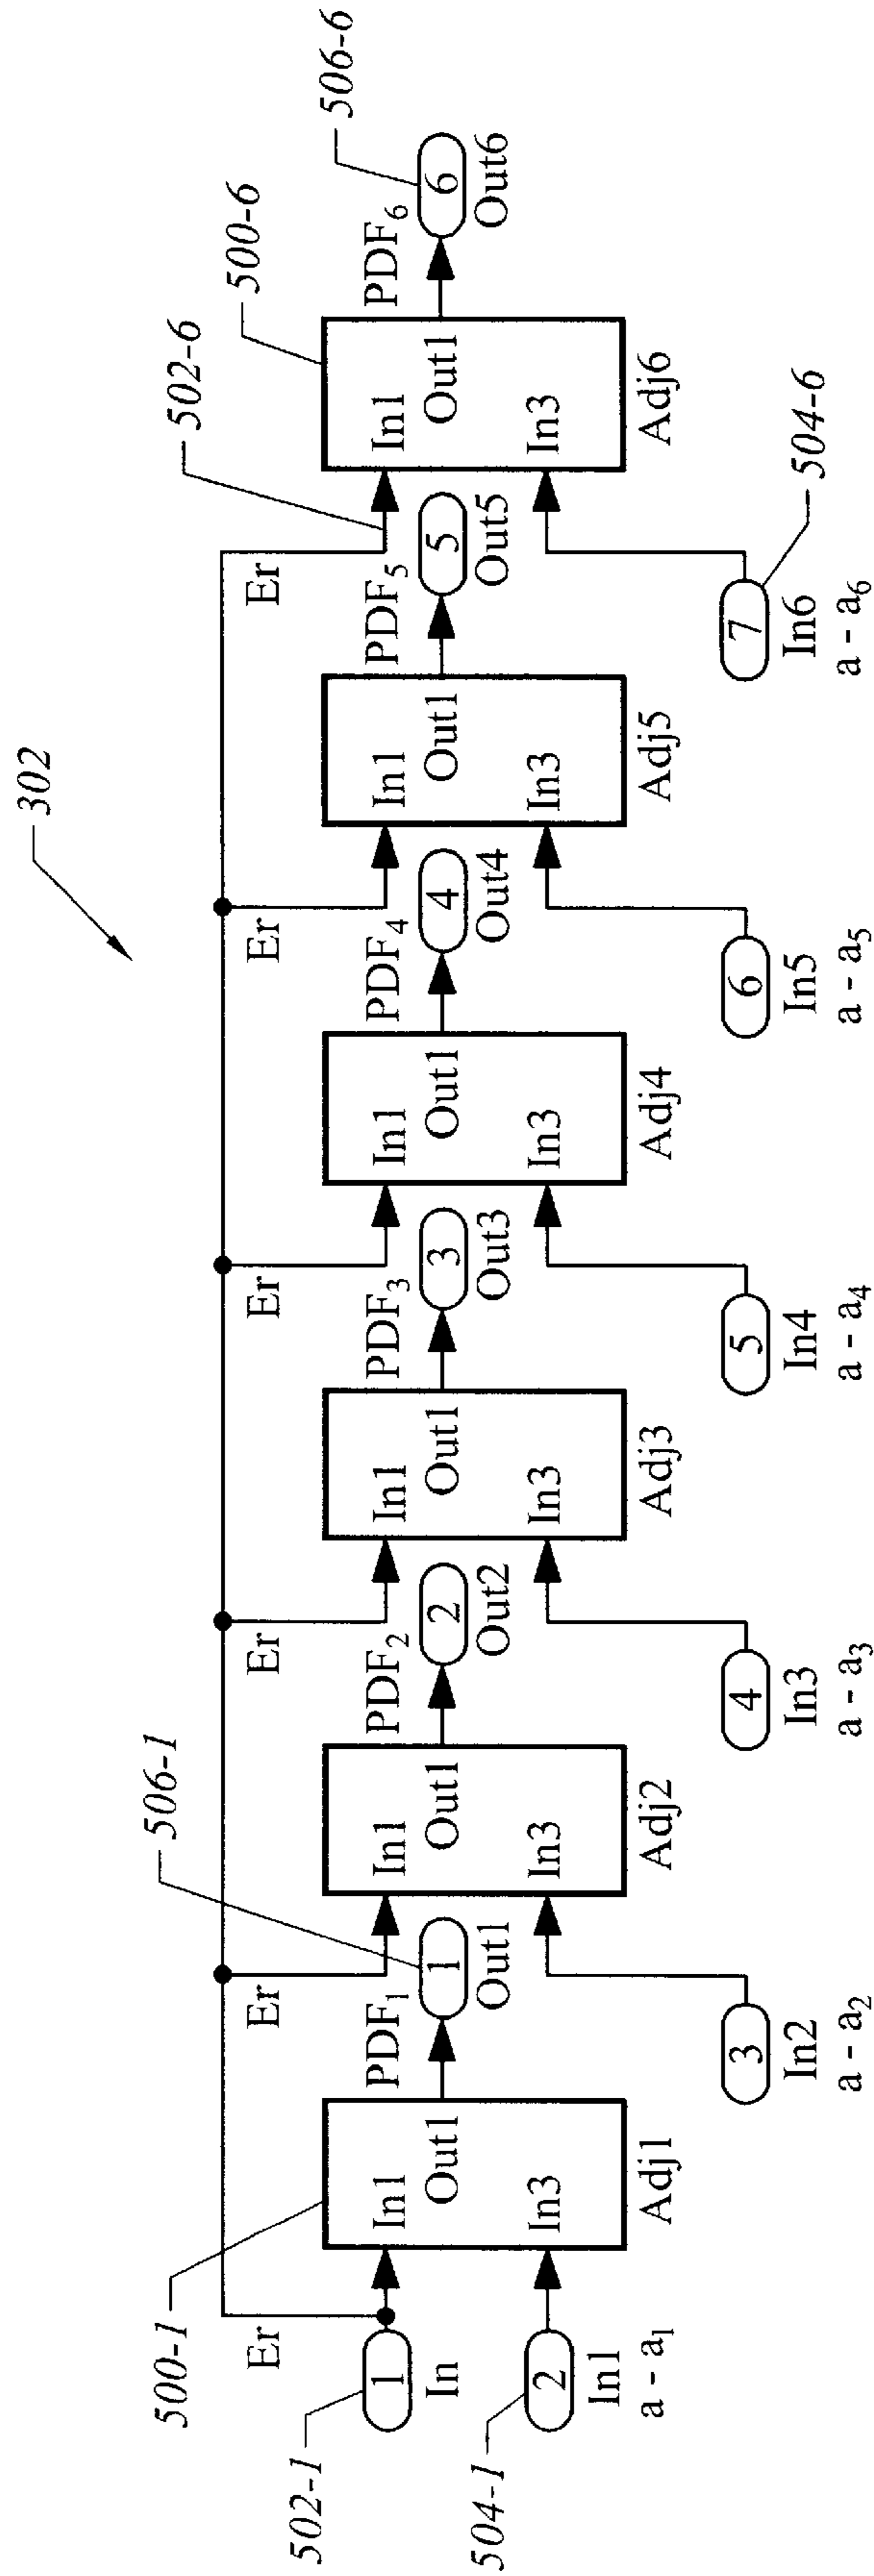 302
500-1
506-1
502-6
500-6
506-6
502-1
504-1
504-6
Er
Er
Er
Er
Er
Er
1
In
2
In1
a - a1
In1
Out1
In3
Adj1
PDF1
1
Out1
3
In2
a - a2
In1
Out1
In3
Adj2
PDF2
2
Out2
4
In3
a - a3
In1
Out1
In3
Adj3
PDF3
3
Out3
5
In4
a - a4
In1
Out1
In3
Adj4
PDF4
4
Out4
6
In5
a - a5
In1
Out1
In3
Adj5
PDF5
5
Out5
7
In6
a - a6
In1
Out1
In3
Adj6
PDF6
6
Out6